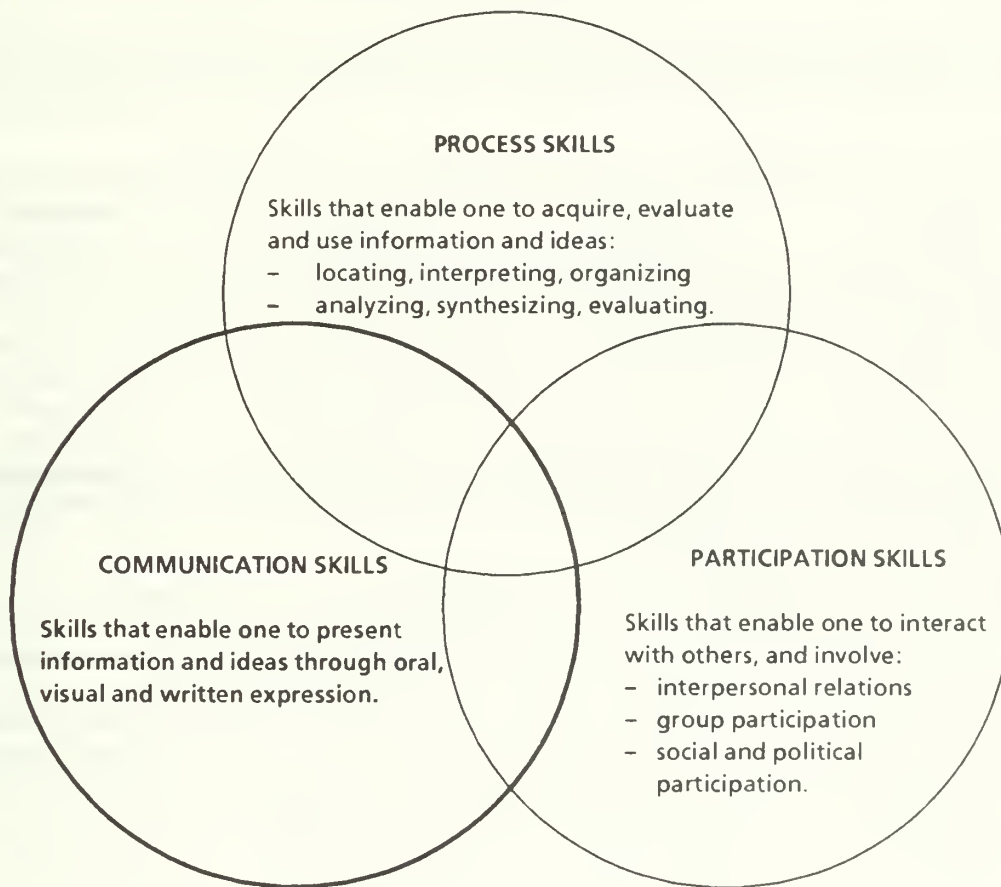 PROCESS SKILLS
Skills that enable one to acquire, evaluate
and use information and ideas:
- locating, interpreting, organizing
- analyzing, synthesizing, evaluating.
COMMUNICATION SKILLS
Skills that enable one to present
information and ideas through oral,
visual and written expression.
PARTICIPATION SKILLS
Skills that enable one to interact
with others, and involve:
- interpersonal relations
- group participation
- social and political
participation.